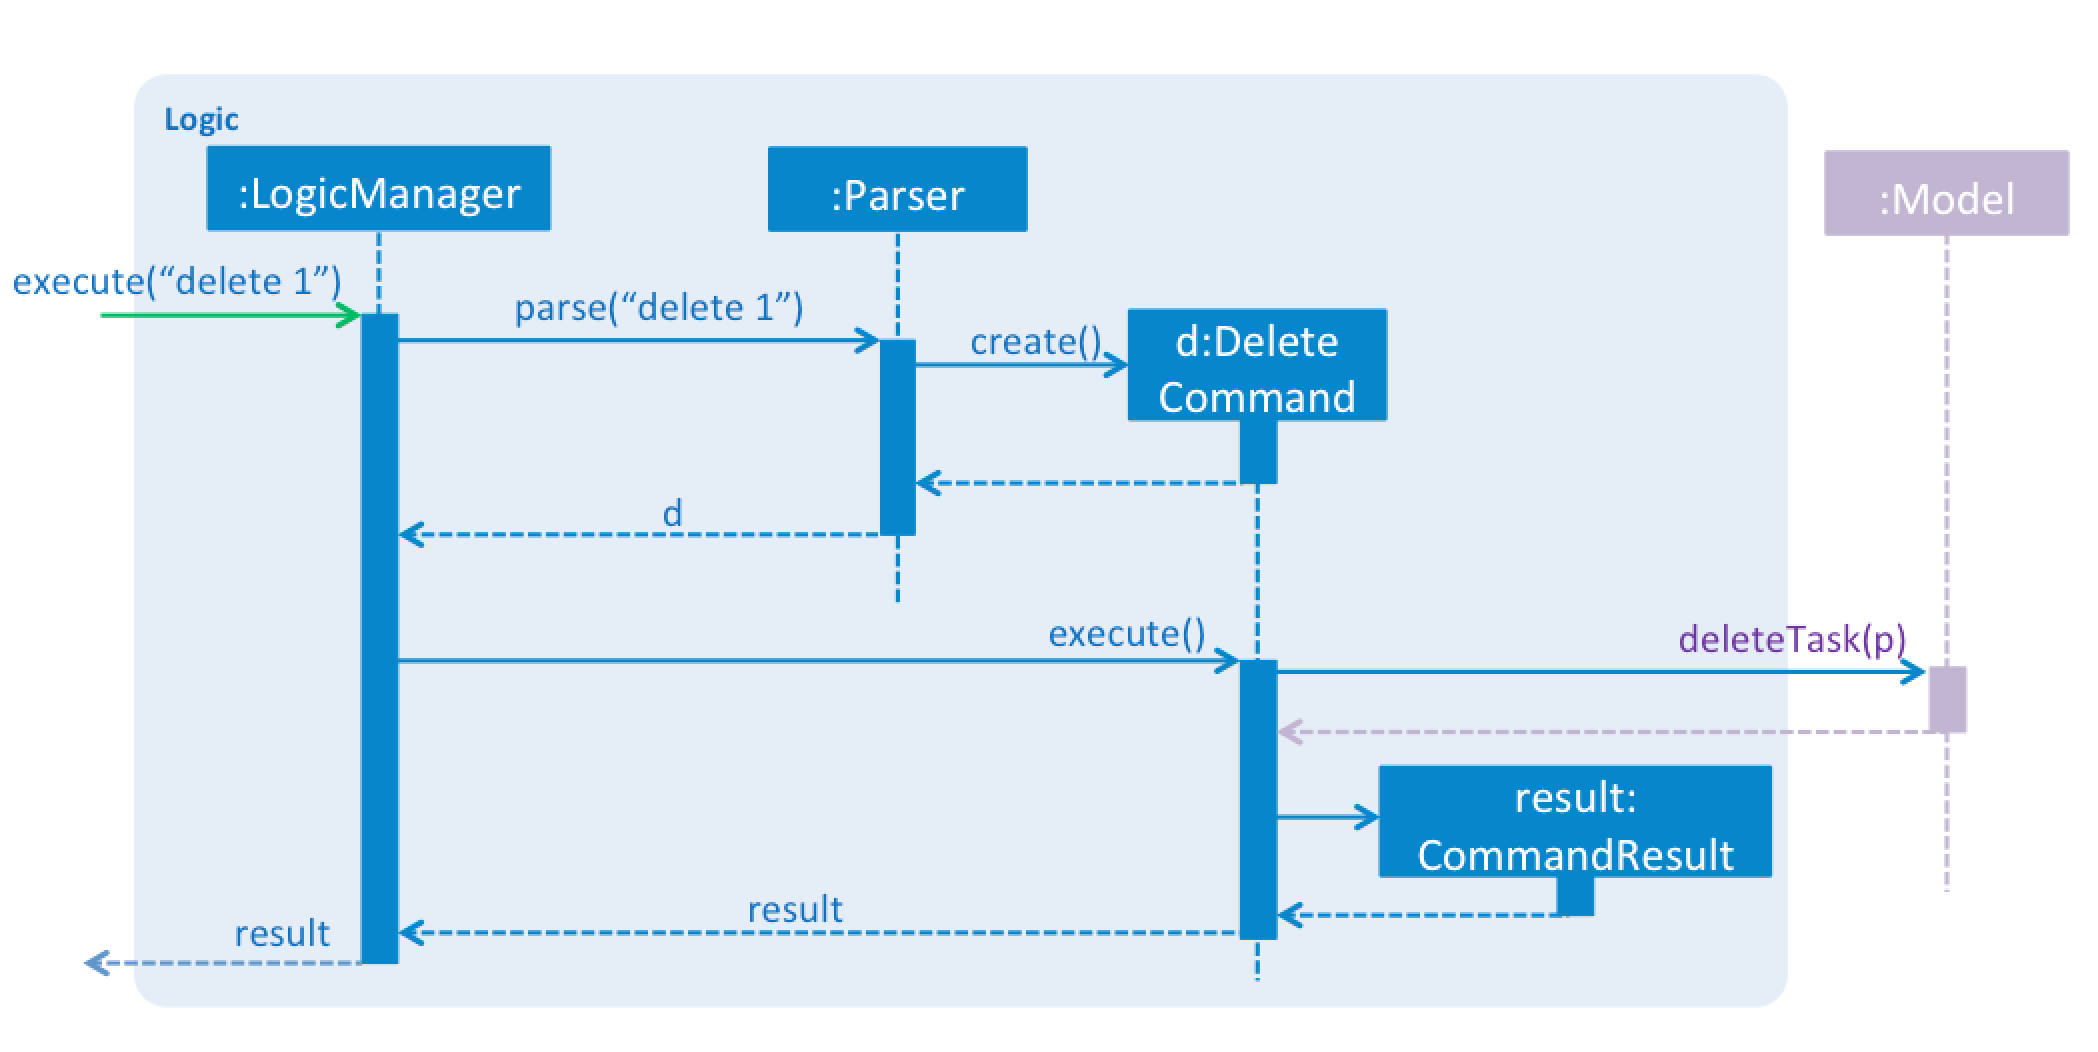 Logic
:LogicManager
:Parser
:Model
execute(“delete 1”)
parse(“delete 1”)
create()
d:Delete
Command
d
execute()
deleteTask(p)
result:
CommandResult
result
result